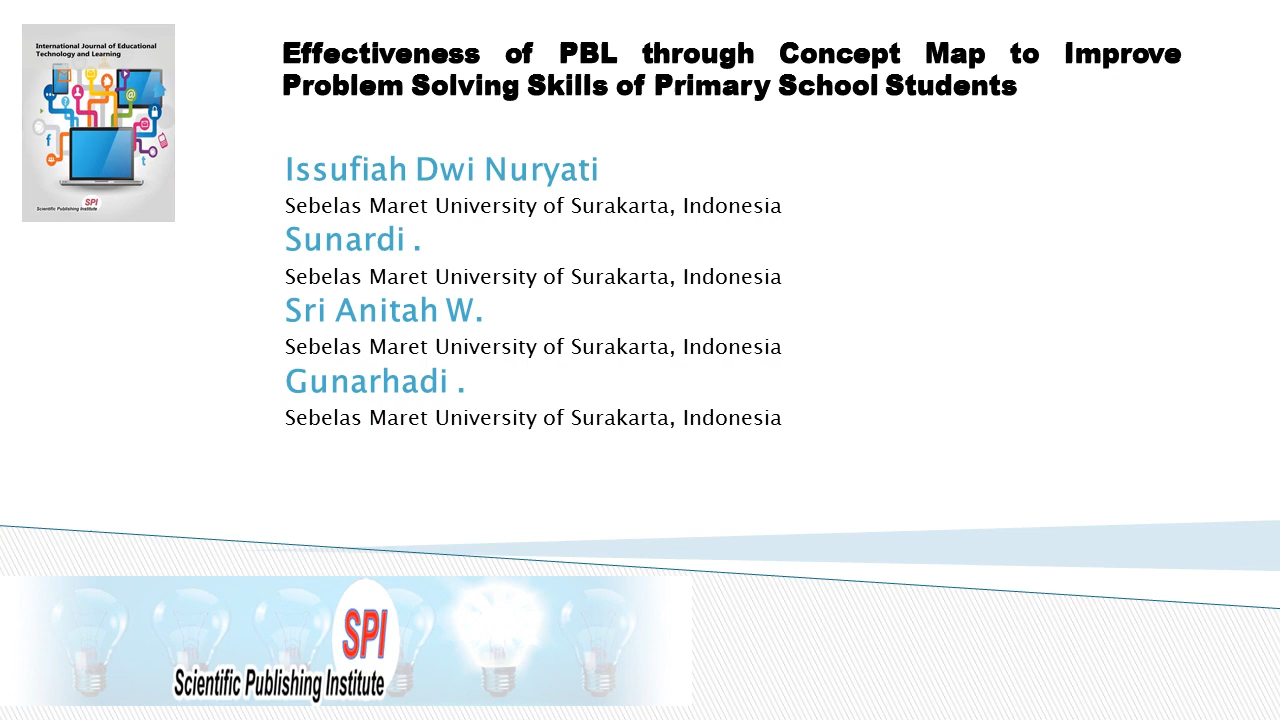 International Journal of Educational
Technology and Learning
SPI
Scientific Publishing Institute
Effectiveness of PBL through Concept Map to Improve
Problem Solving Skills of Primary School Students
Issufiah Dwi Nuryati
Sebelas Maret University of Surakarta, Indonesia
Sunardi .
Sebelas Maret University of Surakarta, Indonesia
Sri Anitah W.
Sebelas Maret University of Surakarta, Indonesia
Gunarhadi .
Sebelas Maret University of Surakarta, Indonesia
SPI
Scientific Publishing Institute